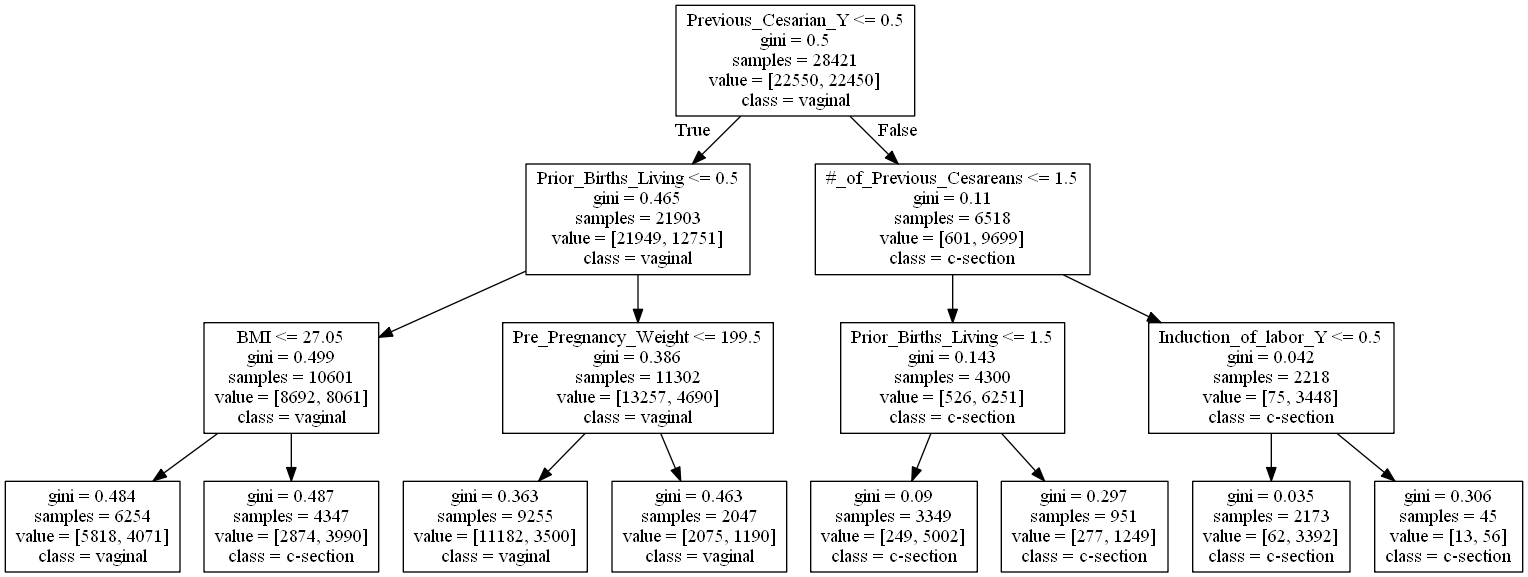 Previous_Cesarian_Y <= 0.5
gini = 0.5
samples = 28421
value = [22550, 22450]
class = vaginal
True
False
Prior_Births_Living <= 0.5
gini = 0.465
samples = 21903
value = [21949, 12751]
class = vaginal
#_of_Previous_Cesareans <= 1.5
gini = 0.11
samples = 6518
value = [601, 9699]
class = c-section
BMI <= 27.05
gini = 0.499
samples = 10601
value = [8692, 8061]
class = vaginal
Pre_Pregnancy_Weight <= 199.5
gini = 0.386
samples = 11302
value = [13257, 4690]
class = vaginal
Prior_Births_Living <= 1.5
gini = 0.143
samples = 4300
value = [526, 6251]
class = c-section
Induction_of_labor_Y <= 0.5
gini = 0.042
samples = 2218
value = [75, 3448]
class = c-section
gini = 0.484
samples = 6254
value = [5818, 4071]
class = vaginal
gini = 0.487
samples = 4347
value = [2874, 3990]
class = c-section
gini = 0.363
samples = 9255
value = [11182, 3500]
class = vaginal
gini = 0.463
samples = 2047
value = [2075, 1190]
class = vaginal
gini = 0.09
samples = 3349
value = [249, 5002]
class = c-section
gini = 0.297
samples = 951
value = [277, 1249]
class = c-section
gini = 0.035
samples = 2173
value = [62, 3392]
class = c-section
gini = 0.306
samples = 45
value = [13, 56]
class = c-section